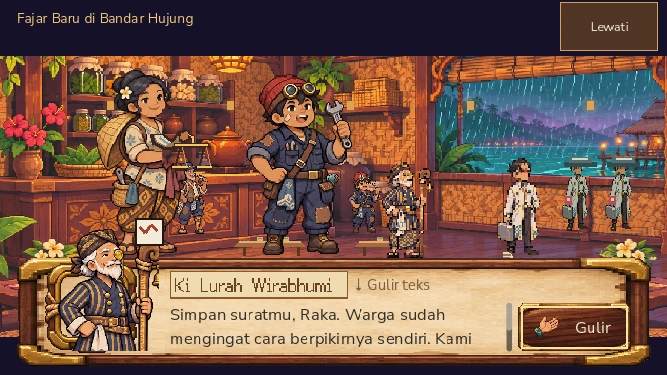 Fajar Baru di Bandar Hujung
Lewati
Ki Lurah Wirabhumi
↓ Gulir teks
Simpan suratmu, Raka. Warga sudah
mengingat cara berpikirnya sendiri. Kami
Gulir